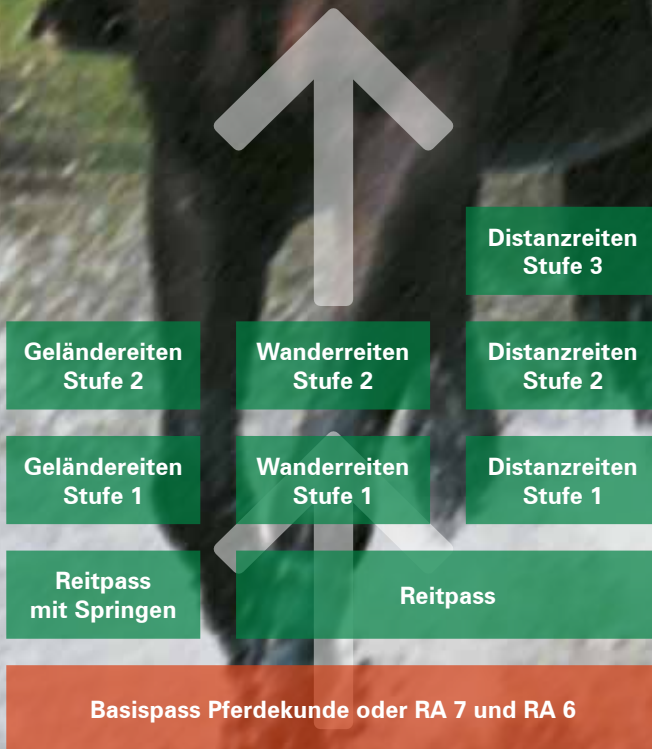 Distanzreiten
Stufe 3
Geländereiten
Stufe 2
Wanderreiten
Stufe 2
Distanzreiten
Stufe 2
Geländereiten
Stufe 1
Wanderreiten
Stufe 1
Distanzreiten
Stufe 1
Reitpass
mit Springen
Reitpass
Basispass Pferdekunde oder RA 7 und RA 6